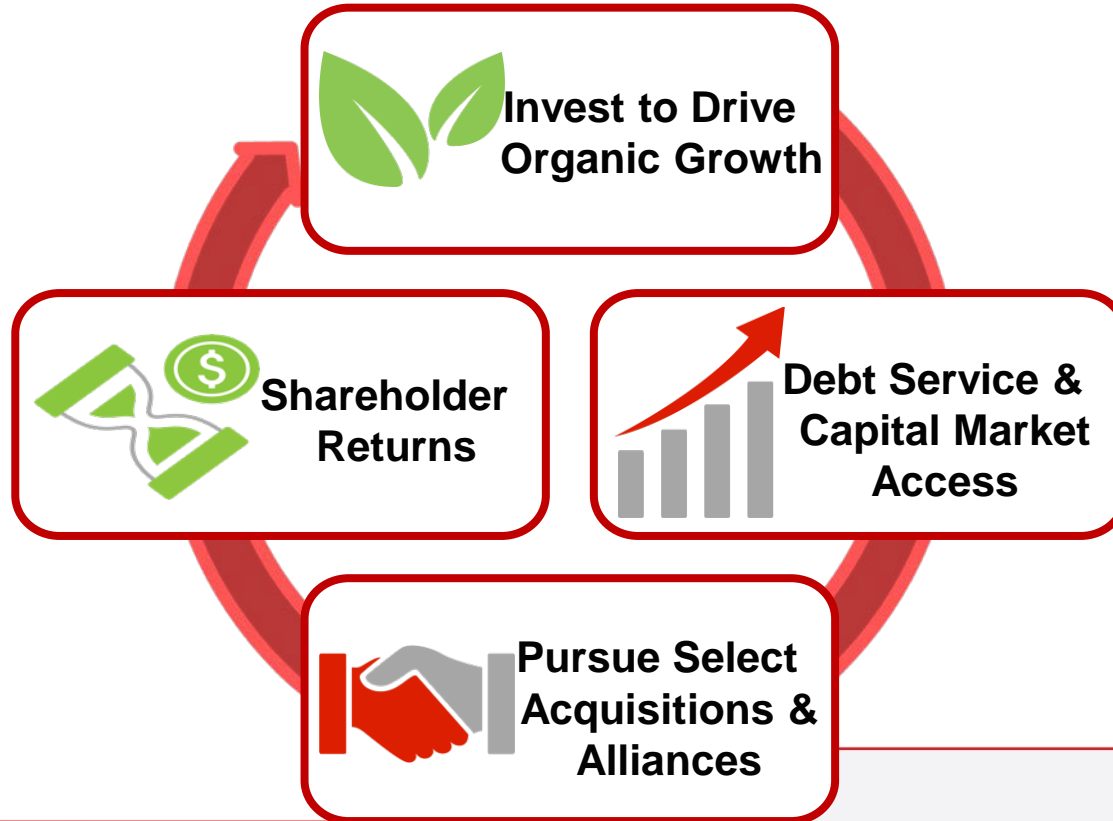 Invest to Drive
Organic Growth
Shareholder
Returns
$
Debt Service &
Capital Market
Access
Pursue Select
Acquisitions &
Alliances